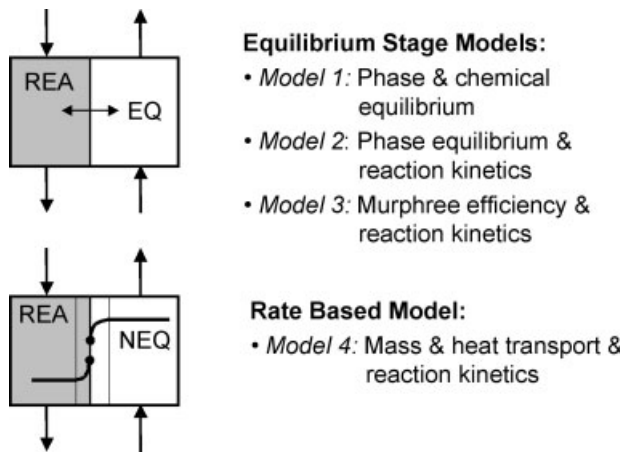 REA
EQ
Equilibrium Stage Models:
• Model 1: Phase & chemical
equilibrium
• Model 2: Phase equilibrium &
reaction kinetics
• Model 3: Murphree efficiency &
reaction kinetics
REA
NEQ
Rate Based Model:
• Model 4: Mass & heat transport &
reaction kinetics